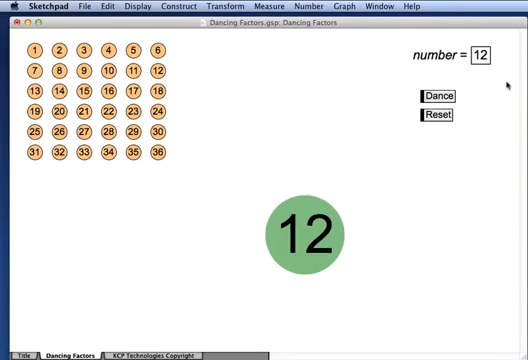 Sketchpad File Edit Display Construct Transform Measure Number Graph Window Help
Dancing Factors.gsp: Dancing Factors
1 2 3 4 5 6
number = 12
7 8 9 10 11 12
13 14 15 16 17 18
Dance
19 20 21 22 23 24
Reset
25 26 27 28 29 30
31 32 33 34 35 36
12
Title Dancing Factors KCP Technologies Copyright